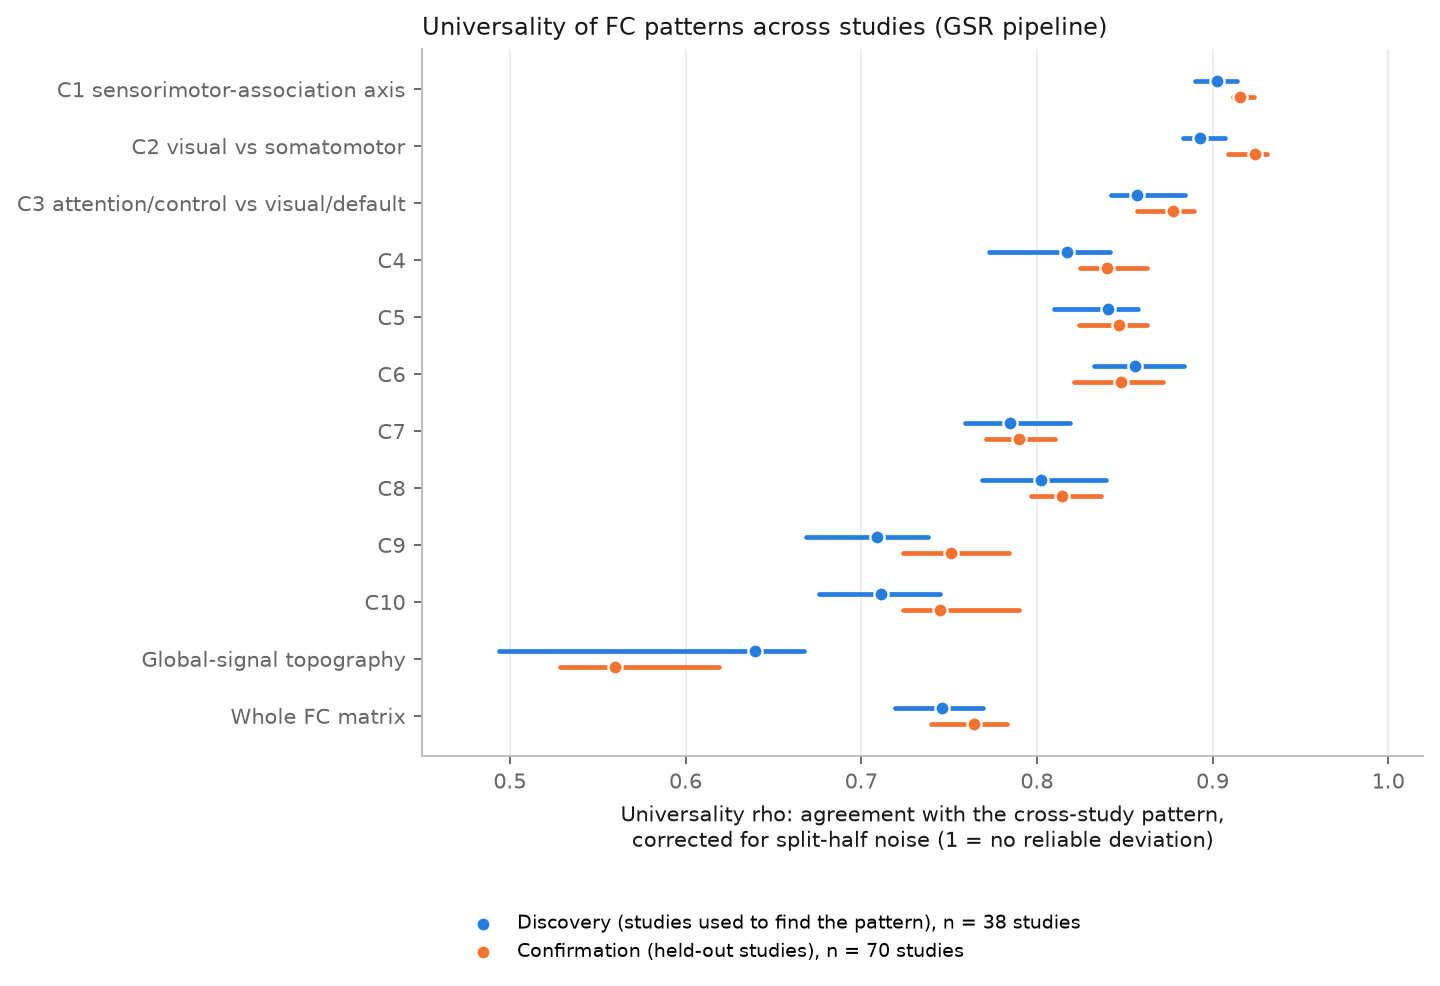 Universality of FC patterns across studies (GSR pipeline)
C1 sensorimotor-association axis
C2 visual vs somatomotor
C3 attention/control vs visual/default
C4
C5
C6
C7
C8
C9
C10
Global-signal topography
Whole FC matrix
0.5 0.6 0.7 0.8 0.9 1.0
Universality rho: agreement with the cross-study pattern,
corrected for split-half noise (1 = no reliable deviation)
Discovery (studies used to find the pattern), n = 38 studies
Confirmation (held-out studies), n = 70 studies